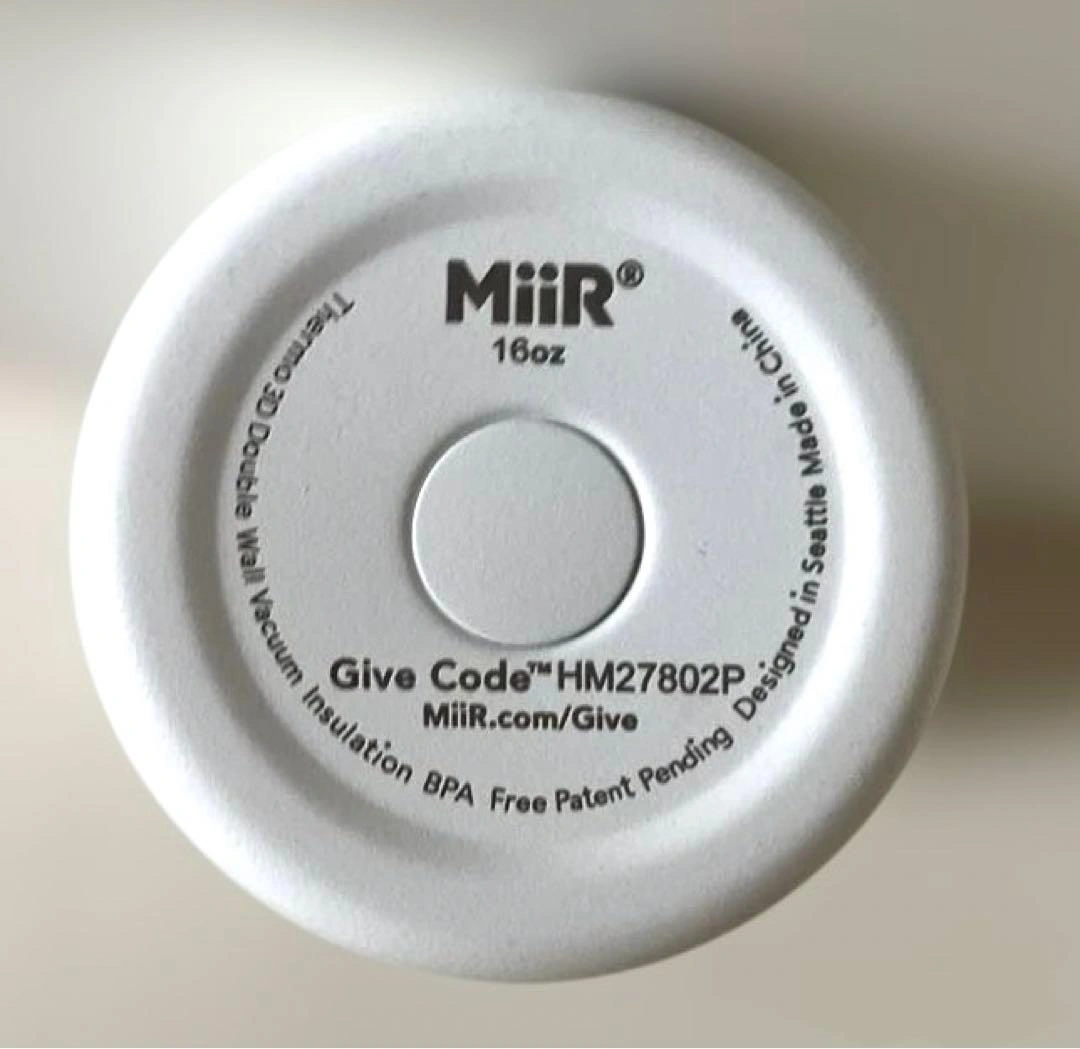 MiiR®
16oz
Give Code™ HM27802P
MiiR.com/Give
Thermo 3D Double Wall Vacuum Insulation BPA Free Patent Pending Designed in Seattle Made in China